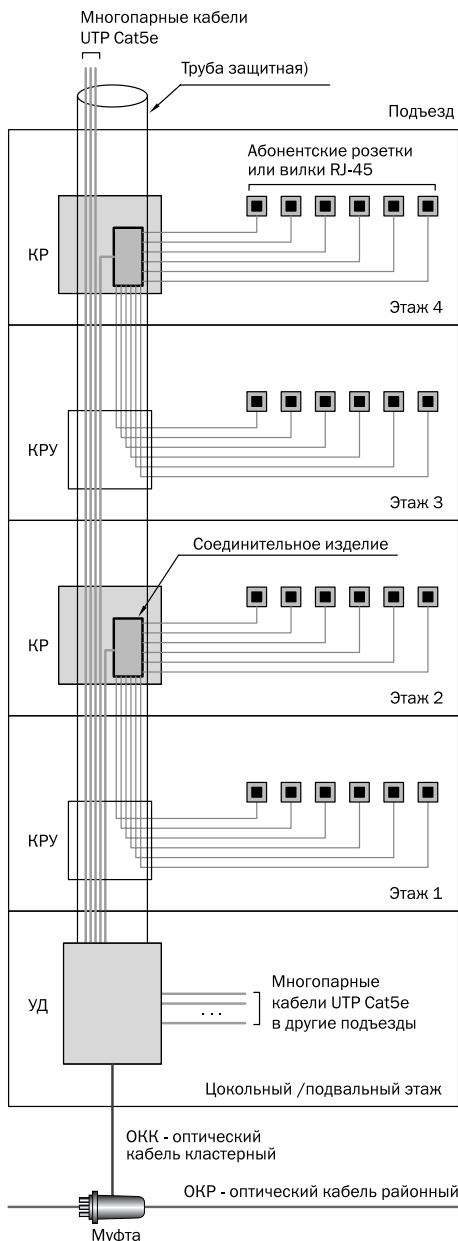 Многопарные кабели
UTP Cat5e
Труба защитная)
Подъезд
Абонентские розетки
или вилки RJ-45
КР
Этаж 4
КРУ
Этаж 3
Соединительное изделие
КР
Этаж 2
КРУ
Этаж 1
УД
Многопарные
кабели UTP Cat5e
в другие подъезды
...
Цокольный /подвальный этаж
ОКК - оптический
кабель кластерный
ОКР - оптический кабель районный
Муфта